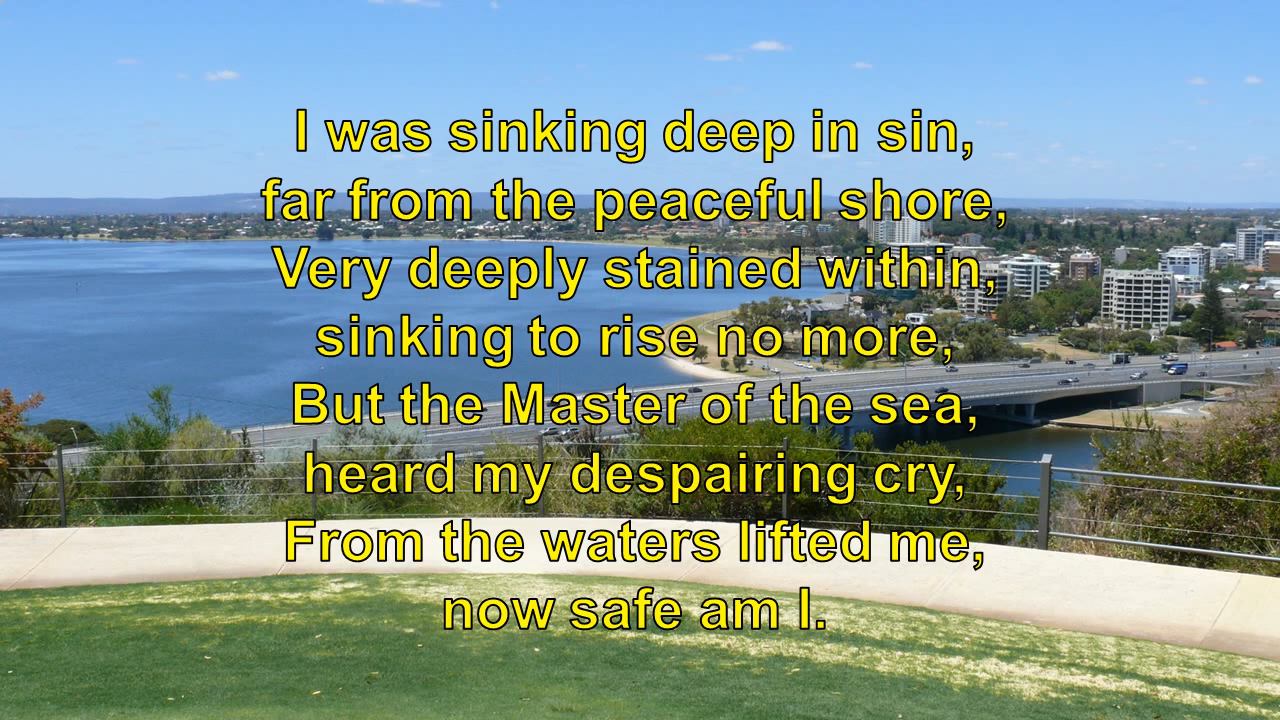 I was sinking deep in sin,
far from the peaceful shore,
Very deeply stained within,
sinking to rise no more,
But the Master of the sea,
heard my despairing cry,
From the waters lifted me,
now safe am I.